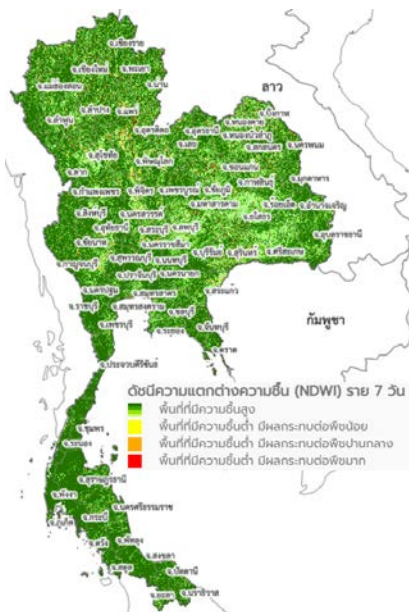 จ.เชียงราย
จ.เชียงใหม่
จ.พะเยา
จ.แม่ฮ่องสอน
จ.น่าน
ลาว
จ.ลำปาง
จ.แพร่
จ.ลำพูน
จ.บึงกาฬ
จ.หนองคาย
จ.อุตรดิตถ์
จ.อุดรธานี
จ.เลย
จ.หนองบัวลำภู
จ.สกลนคร
จ.นครพนม
จ.สุโขทัย
จ.พิษณุโลก
จ.ตาก
จ.ขอนแก่น
จ.กาฬสินธุ์
จ.มุกดาหาร
จ.กำแพงเพชร
จ.พิจิตร
จ.เพชรบูรณ์
จ.ชัยภูมิ
จ.มหาสารคาม
จ.ร้อยเอ็ด
จ.อำนาจเจริญ
จ.ยโสธร
จ.สิงห์บุรี
จ.นครสวรรค์
จ.อุทัยธานี
จ.สระบุรี
จ.ลพบุรี
จ.อุบลราชธานี
จ.ชัยนาท
จ.นครราชสีมา
จ.บุรีรัมย์
จ.สุรินทร์
จ.ศรีสะเกษ
จ.กาญจนบุรี
จ.สุพรรณบุรี
จ.นนทบุรี
จ.ปราจีนบุรี
จ.นครนายก
จ.นครปฐม
จ.สมุทรสาคร
จ.สระแก้ว
จ.ราชบุรี
จ.สมุทรสงคราม
จ.ชลบุรี
จ.เพชรบุรี
จ.ระยอง
จ.จันทบุรี
กัมพูชา
จ.ตราด
จ.ประจวบคีรีขันธ์
ดัชนีความแตกต่างความชื้น (NDWI) ราย 7 วัน
พื้นที่ที่มีความชื้นสูง
พื้นที่ที่มีความชื้นต่ำ มีผลกระทบต่อพืชน้อย
พื้นที่ที่มีความชื้นต่ำ มีผลกระทบต่อพืชปานกลาง
พื้นที่ที่มีความชื้นต่ำ มีผลกระทบต่อพืชมาก
จ.ชุมพร
จ.ระนอง
จ.สุราษฎร์ธานี
จ.พังงา
จ.นครศรีธรรมราช
จ.ภูเก็ต
จ.กระบี่
จ.ตรัง
จ.พัทลุง
จ.สงขลา
จ.สตูล
จ.ปัตตานี
จ.ยะลา
จ.นราธิวาส